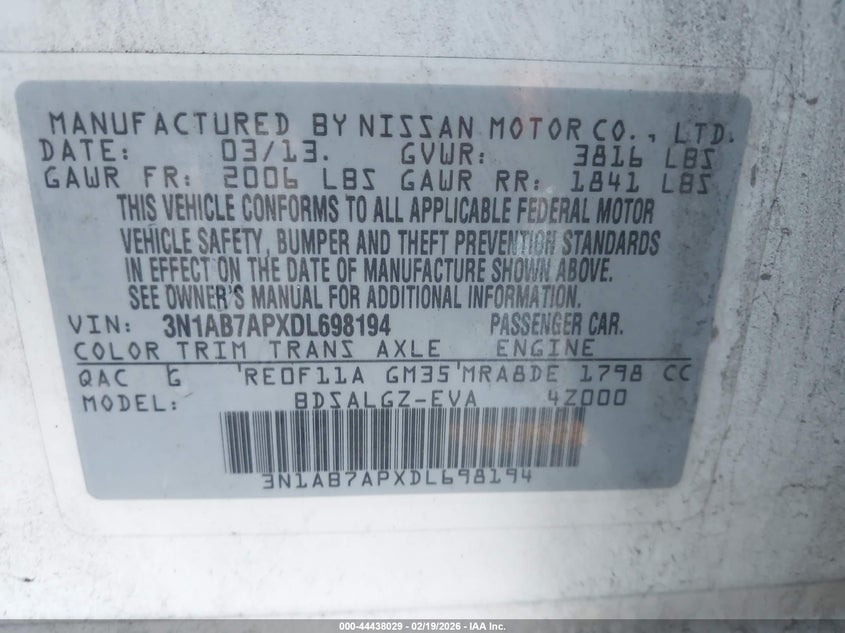 MANUFACTURED BY NISSAN MOTOR CO., LTD.
DATE: 03/13. GVWR: 3816 LBS
GAWR FR: 2006 LBS GAWR RR: 1841 LBS
THIS VEHICLE CONFORMS TO ALL APPLICABLE FEDERAL MOTOR
VEHICLE SAFETY, BUMPER AND THEFT PREVENTION STANDARDS
IN EFFECT ON THE DATE OF MANUFACTURE SHOWN ABOVE.
SEE OWNER'S MANUAL FOR ADDITIONAL INFORMATION.
VIN: 3N1AB7APXDL698194 PASSENGER CAR.
COLOR TRIM TRANS AXLE ENGINE
QAC G RE0F11A GM35 MRA8DE 1798 CC
MODEL: BDSALGZ-EVA 4Z000
3N1AB7APXDL698194
000-44438029 - 02/19/2026 - IAA Inc.